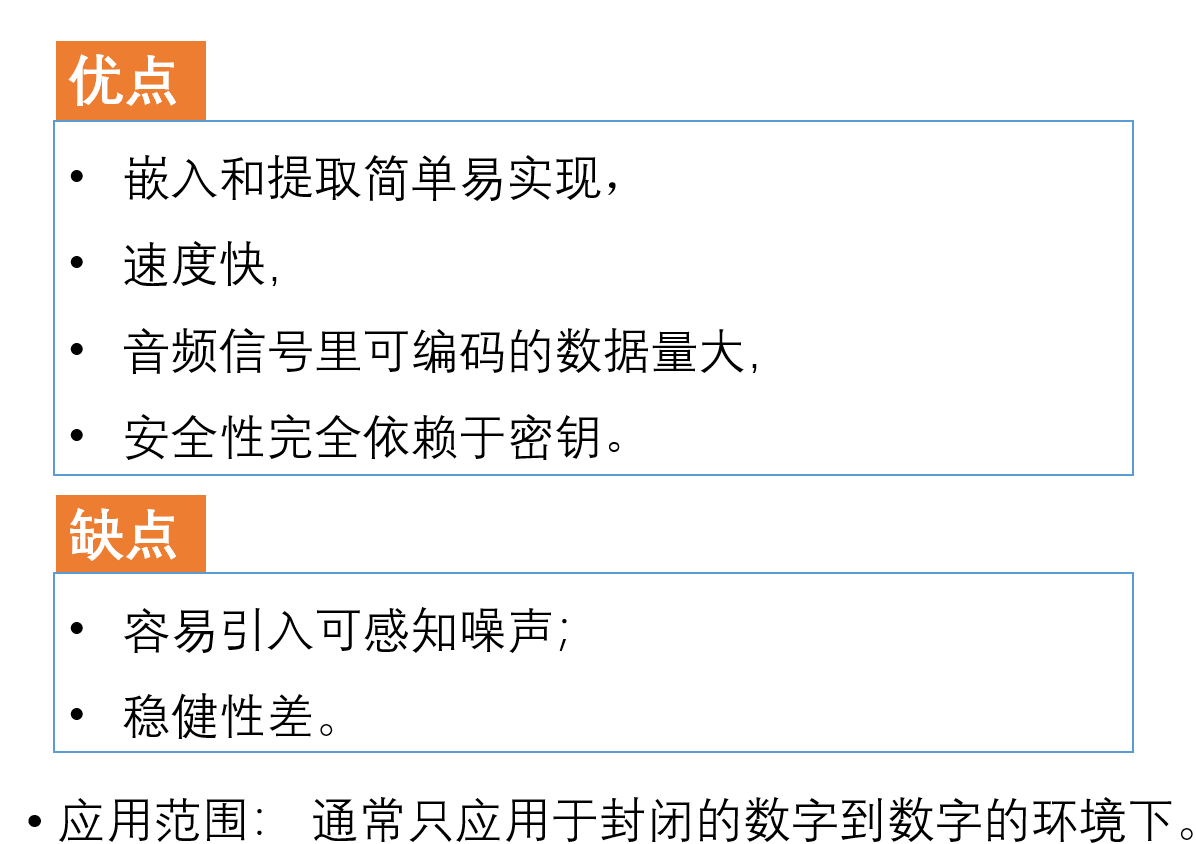 优点
• 嵌入和提取简单易实现，
• 速度快,
• 音频信号里可编码的数据量大,
• 安全性完全依赖于密钥。
缺点
• 容易引入可感知噪声;
• 稳健性差。
• 应用范围： 通常只应用于封闭的数字到数字的环境下。